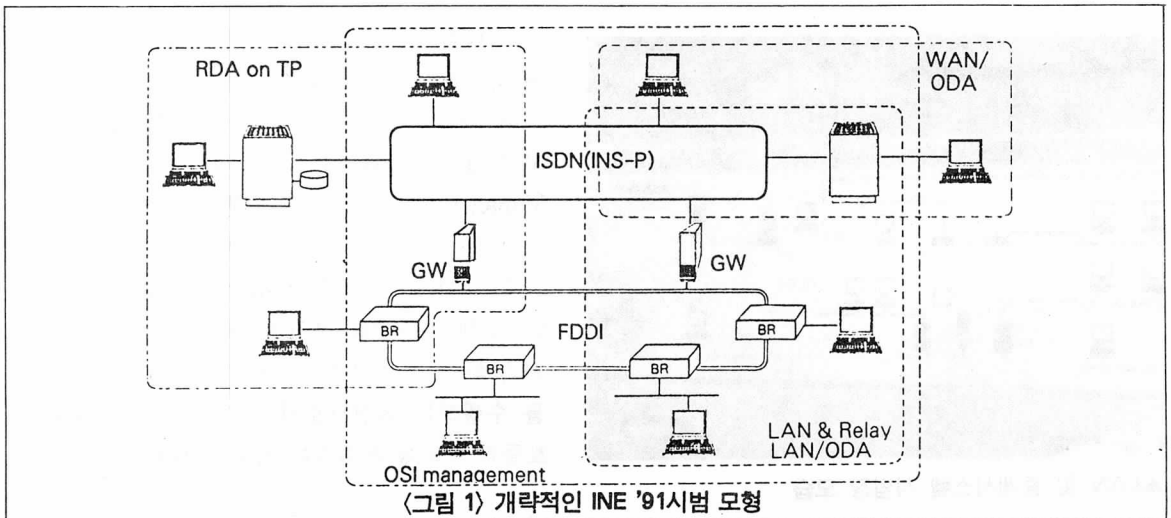 RDA on TP
WAN/
ODA
ISDN(INS-P)
GW
GW
BR
FDDI
BR
BR
BR
LAN & Relay
LAN/ODA
OSI management
〈그림 1〉 개략적인 INE '91시범 모형